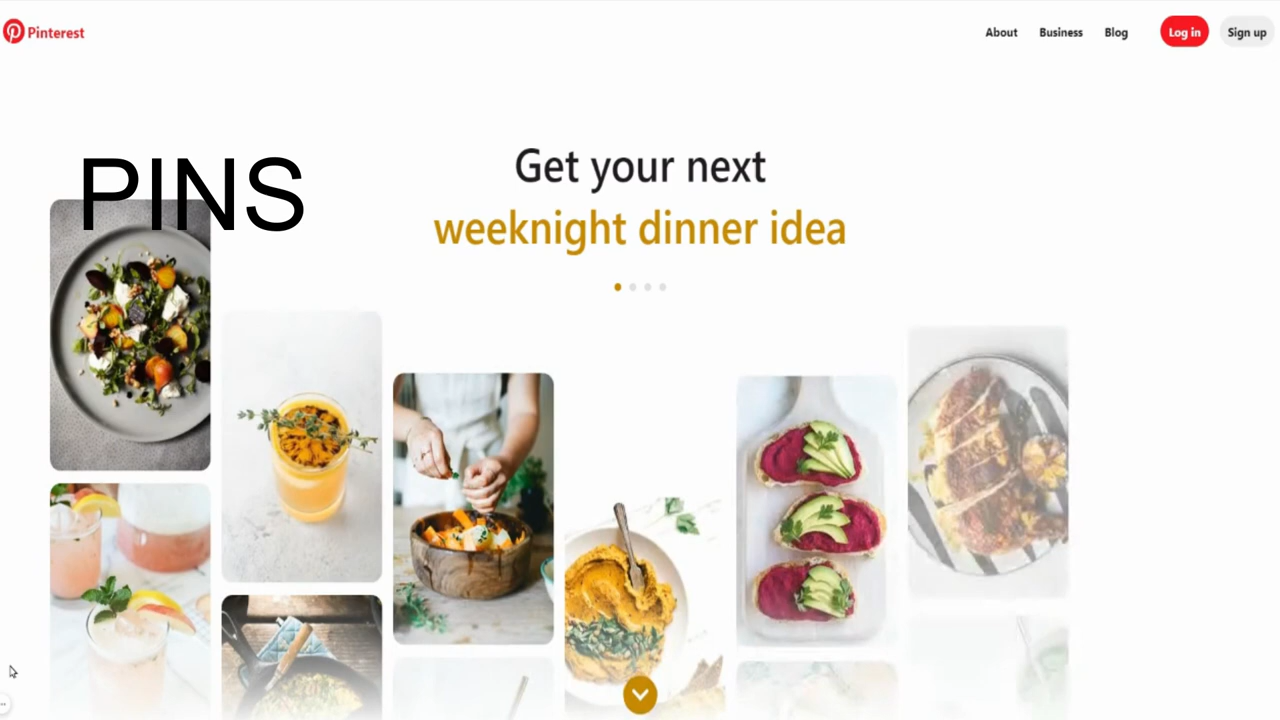 Pinterest
About
Business
Blog
Log in
Sign up
PINS
Get your next
weeknight dinner idea